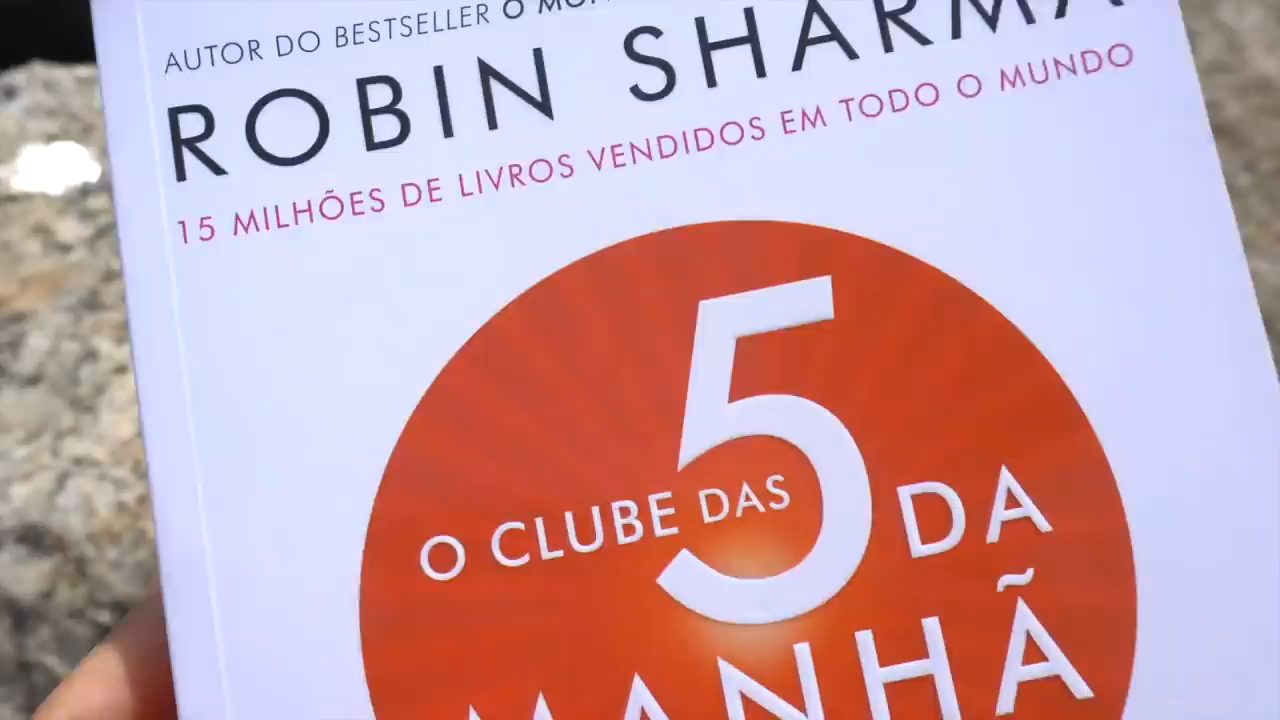 AUTOR DO BESTSELLER O
ROBIN SHARMA
15 MILHÕES DE LIVROS VENDIDOS EM TODO O MUNDO
5
O CLUBE DAS
DA
MANHÃ